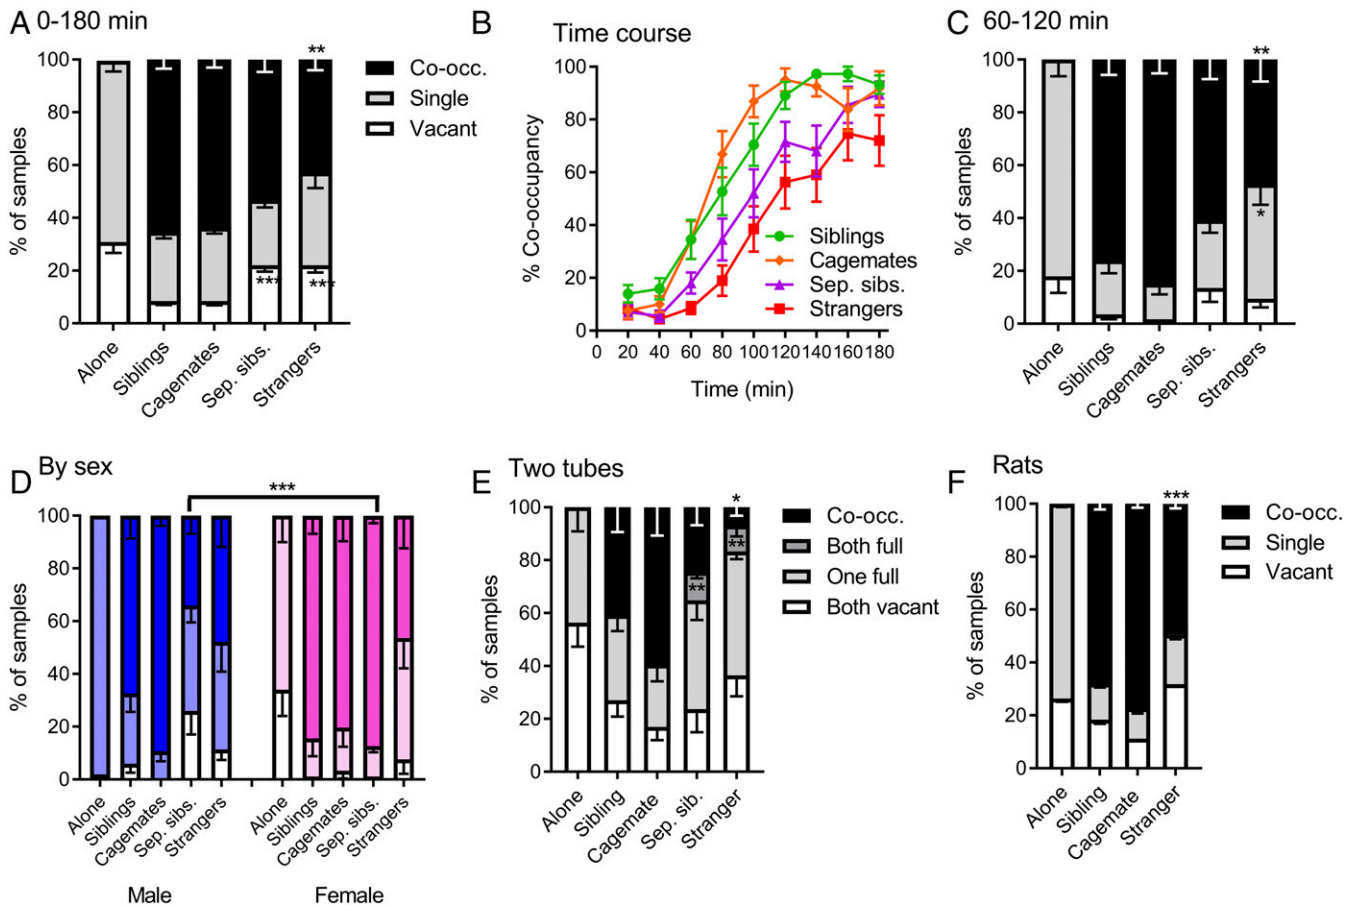 A 0-180 min
100
80
60
40
20
0
% of samples
**
***
***
Co-occ.
Single
Vacant
Alone
Siblings
Cagemates
Sep. sibs.
Strangers
B
Time course
100
80
60
40
20
0
% Co-occupancy
Siblings
Cagemates
Sep. sibs.
Strangers
0 20 40 60 80 100 120 140 160 180
Time (min)
C 60-120 min
100
80
60
40
20
0
% of samples
**
*
Alone
Siblings
Cagemates
Sep. sibs.
Strangers
D By sex
100
80
60
40
20
0
% of samples
***
Alone
Siblings
Cagemates
Sep. sibs.
Strangers
Alone
Siblings
Cagemates
Sep. sibs.
Strangers
Male Female
E Two tubes
100
80
60
40
20
0
% of samples
*
**
**
Co-occ.
Both full
One full
Both vacant
Alone
Sibling
Cagemate
Sep. sib.
Stranger
F Rats
100
80
60
40
20
0
% of samples
***
Co-occ.
Single
Vacant
Alone
Sibling
Cagemate
Stranger